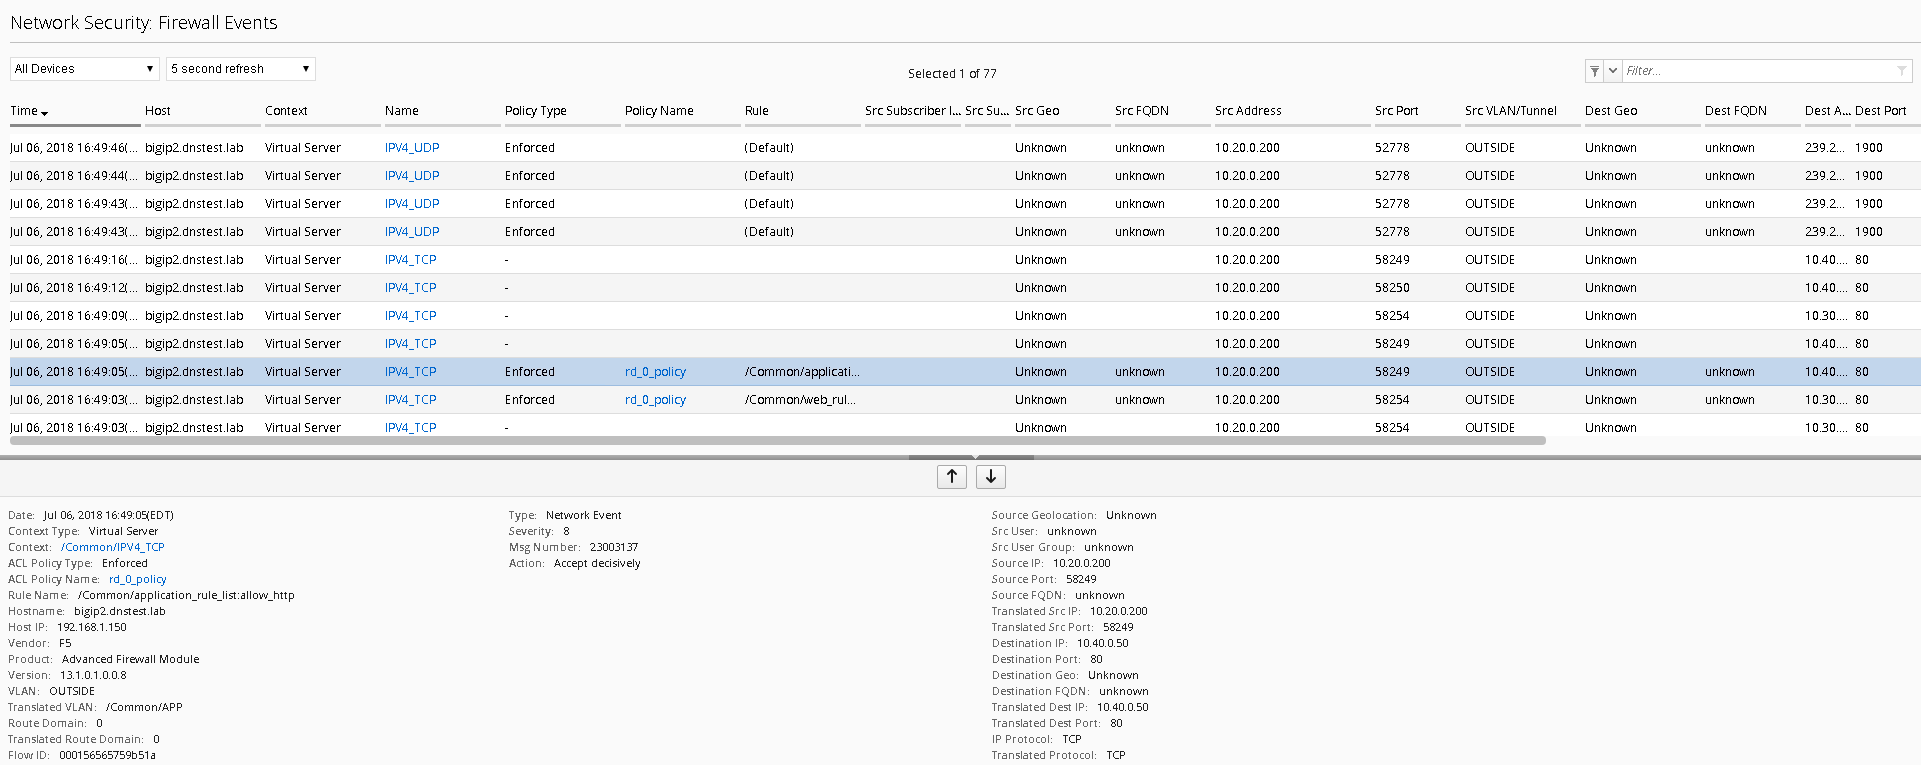 Network Security: Firewall Events
All Devices 5 second refresh Selected 1 of 77 Filter...
Time Host Context Name Policy Type Policy Name Rule Src Subscriber I... Src Su... Src Geo Src FQDN Src Address Src Port Src VLAN/Tunnel Dest Geo Dest FQDN Dest A... Dest Port
Jul 06, 2018 16:49:46(... bigip2.dnstest.lab Virtual Server IPV4_UDP Enforced (Default) Unknown unknown 10.20.0.200 52778 OUTSIDE Unknown unknown 239.2... 1900
Jul 06, 2018 16:49:44(... bigip2.dnstest.lab Virtual Server IPV4_UDP Enforced (Default) Unknown unknown 10.20.0.200 52778 OUTSIDE Unknown unknown 239.2... 1900
Jul 06, 2018 16:49:43(... bigip2.dnstest.lab Virtual Server IPV4_UDP Enforced (Default) Unknown unknown 10.20.0.200 52778 OUTSIDE Unknown unknown 239.2... 1900
Jul 06, 2018 16:49:43(... bigip2.dnstest.lab Virtual Server IPV4_UDP Enforced (Default) Unknown unknown 10.20.0.200 52778 OUTSIDE Unknown unknown 239.2... 1900
Jul 06, 2018 16:49:16(... bigip2.dnstest.lab Virtual Server IPV4_TCP - Unknown 10.20.0.200 58249 OUTSIDE Unknown 10.40.... 80
Jul 06, 2018 16:49:12(... bigip2.dnstest.lab Virtual Server IPV4_TCP - Unknown 10.20.0.200 58250 OUTSIDE Unknown 10.40.... 80
Jul 06, 2018 16:49:09(... bigip2.dnstest.lab Virtual Server IPV4_TCP - Unknown 10.20.0.200 58254 OUTSIDE Unknown 10.30.... 80
Jul 06, 2018 16:49:05(... bigip2.dnstest.lab Virtual Server IPV4_TCP - Unknown 10.20.0.200 58249 OUTSIDE Unknown 10.40.... 80
Jul 06, 2018 16:49:05(... bigip2.dnstest.lab Virtual Server IPV4_TCP Enforced rd_0_policy /Common/applicati... Unknown unknown 10.20.0.200 58249 OUTSIDE Unknown unknown 10.40.... 80
Jul 06, 2018 16:49:03(... bigip2.dnstest.lab Virtual Server IPV4_TCP Enforced rd_0_policy /Common/web_rul... Unknown unknown 10.20.0.200 58254 OUTSIDE Unknown unknown 10.30.... 80
Jul 06, 2018 16:49:03(... bigip2.dnstest.lab Virtual Server IPV4_TCP - Unknown 10.20.0.200 58254 OUTSIDE Unknown 10.30.... 80
Date: Jul 06, 2018 16:49:05(EDT)
Context Type: Virtual Server
Context: /Common/IPV4_TCP
ACL Policy Type: Enforced
ACL Policy Name: rd_0_policy
Rule Name: /Common/application_rule_list:allow_http
Hostname: bigip2.dnstest.lab
Host IP: 192.168.1.150
Vendor: F5
Product: Advanced Firewall Module
Version: 13.1.0.1.0.0.8
VLAN: OUTSIDE
Translated VLAN: /Common/APP
Route Domain: 0
Translated Route Domain: 0
Flow ID: 000156565759b51a
Type: Network Event
Severity: 8
Msg Number: 23003137
Action: Accept decisively
Source Geolocation: Unknown
Src User: unknown
Src User Group: unknown
Source IP: 10.20.0.200
Source Port: 58249
Source FQDN: unknown
Translated Src IP: 10.20.0.200
Translated Src Port: 58249
Destination IP: 10.40.0.50
Destination Port: 80
Destination Geo: Unknown
Destination FQDN: unknown
Translated Dest IP: 10.40.0.50
Translated Dest Port: 80
IP Protocol: TCP
Translated Protocol: TCP